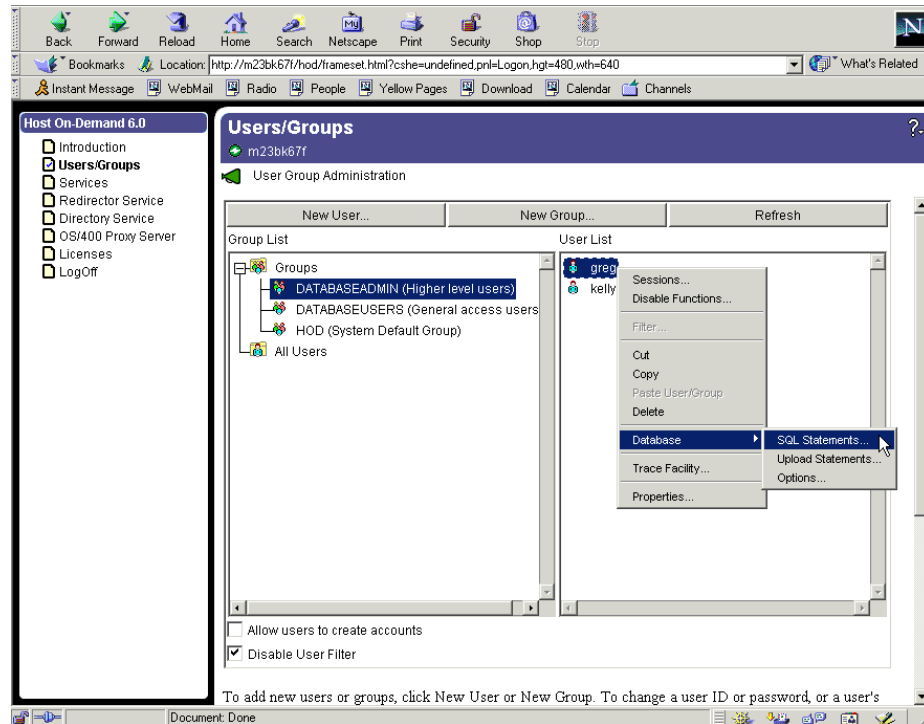 Back Forward Reload Home Search Netscape Print Security Shop Stop
My
N
Bookmarks Location: http://m23bk67f/hod/frameset.html?cshe=undefined,pnl=Logon,hgt=480,wth=640 What's Related
Instant Message WebMail Radio People Yellow Pages Download Calendar Channels
Host On-Demand 6.0
Introduction
Users/Groups
Services
Redirector Service
Directory Service
OS/400 Proxy Server
Licenses
LogOff
Users/Groups
?
m23bk67f
User Group Administration
New User... New Group... Refresh
Group List User List
Groups
DATABASEADMIN (Higher level users)
DATABASEUSERS (General access users
HOD (System Default Group)
All Users
greg
kelly
Sessions...
Disable Functions...
Filter...
Cut
Copy
Paste User/Group
Delete
Database
Trace Facility...
Properties...
SQL Statements...
Upload Statements...
Options...
Allow users to create accounts
Disable User Filter
To add new users or groups, click New User or New Group. To change a user ID or password, or a user's
Document: Done